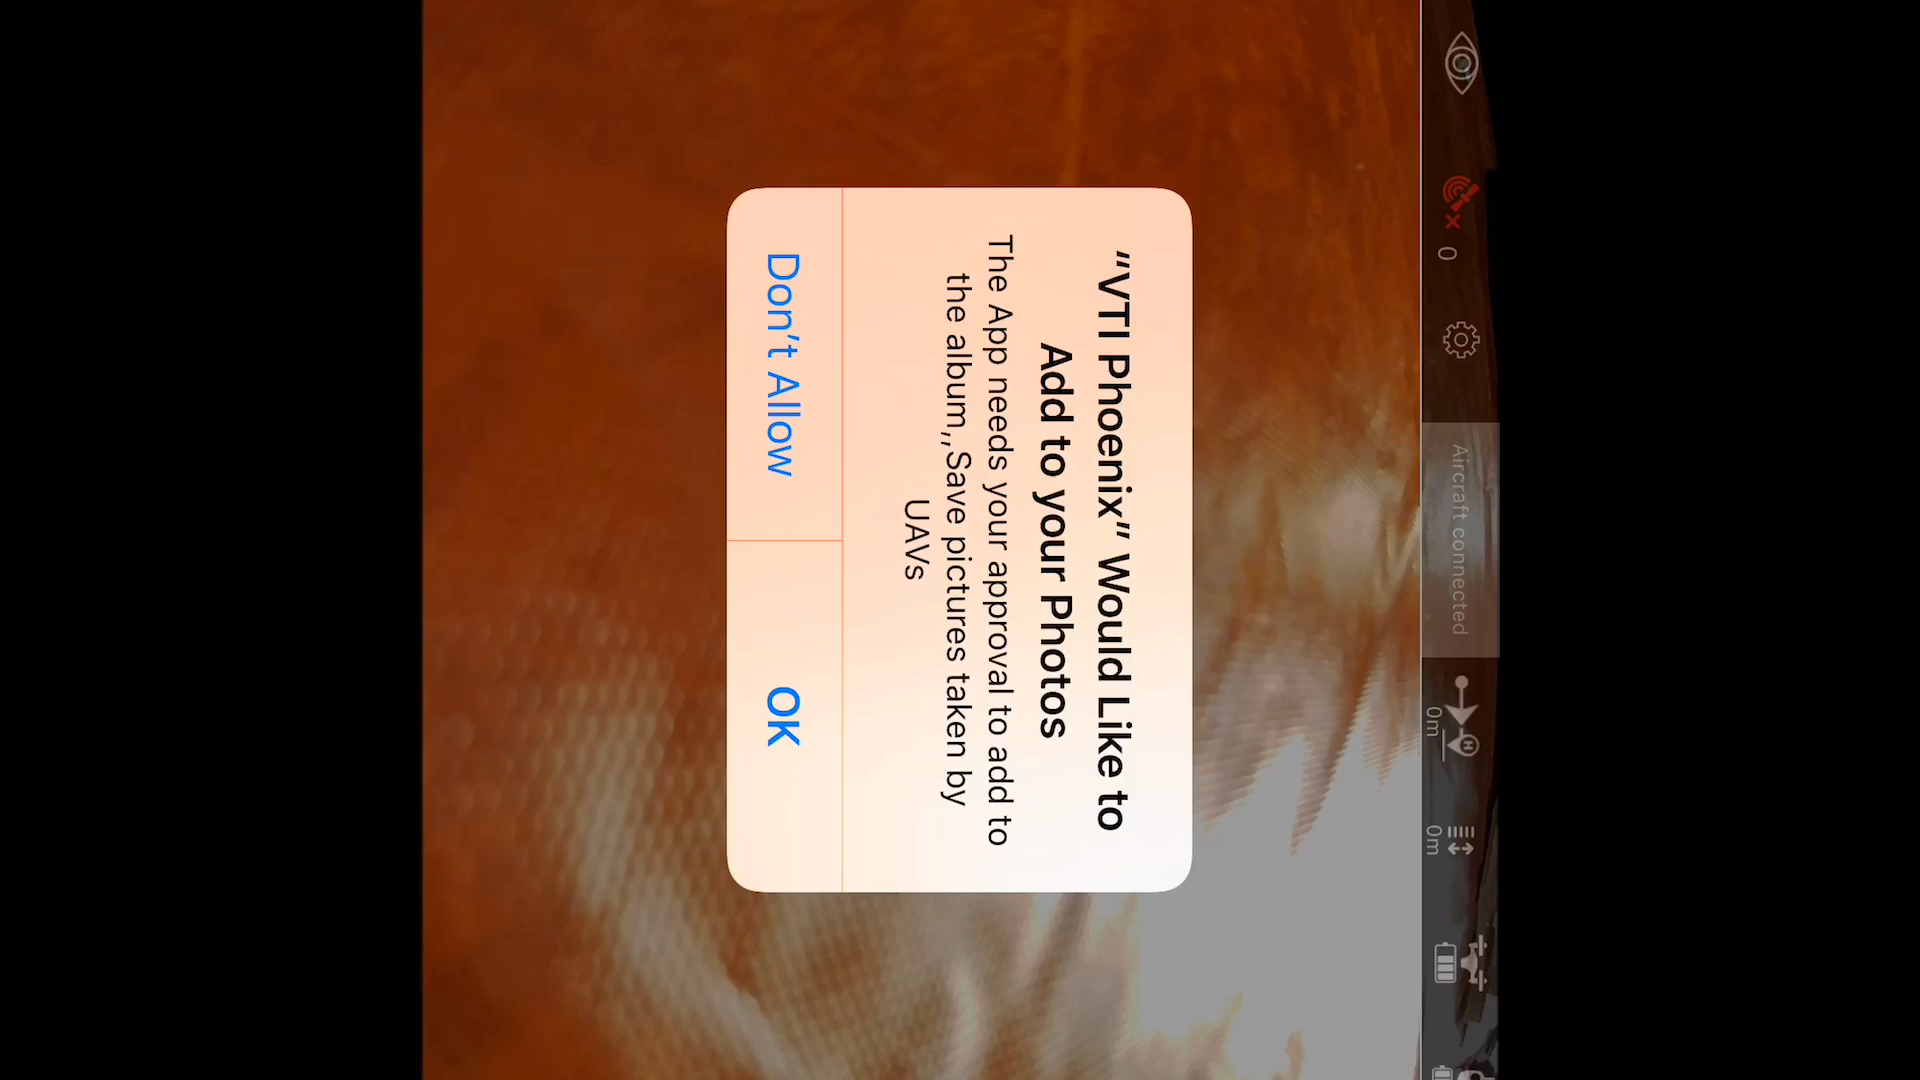 0
Aircraft connected
0m
0m
“VTI Phoenix” Would Like to
Add to your Photos
The App needs your approval to add to
the album,,Save pictures taken by
UAVs
Don’t Allow
OK